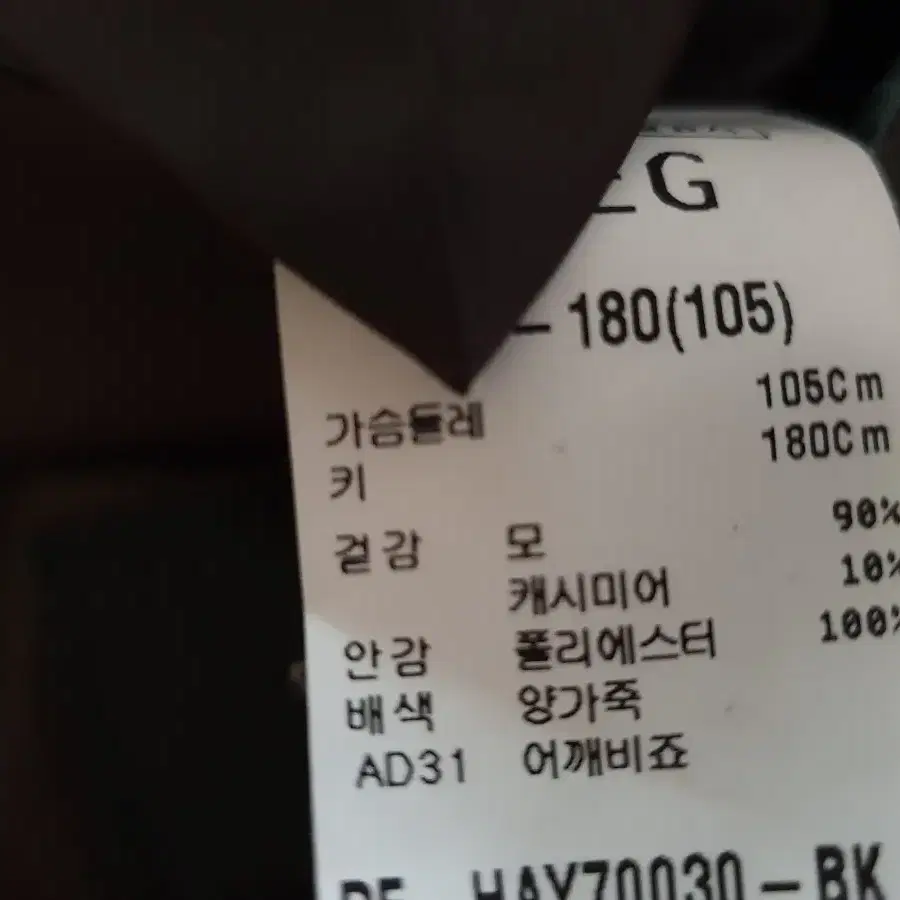 G
- 180(105)
가슴둘레 105Cm
키 180Cm
겉감 모 90%
캐시미어 10%
안감 폴리에스터 100%
배색 양가죽
AD31 어깨비죠
HAY70030-BK